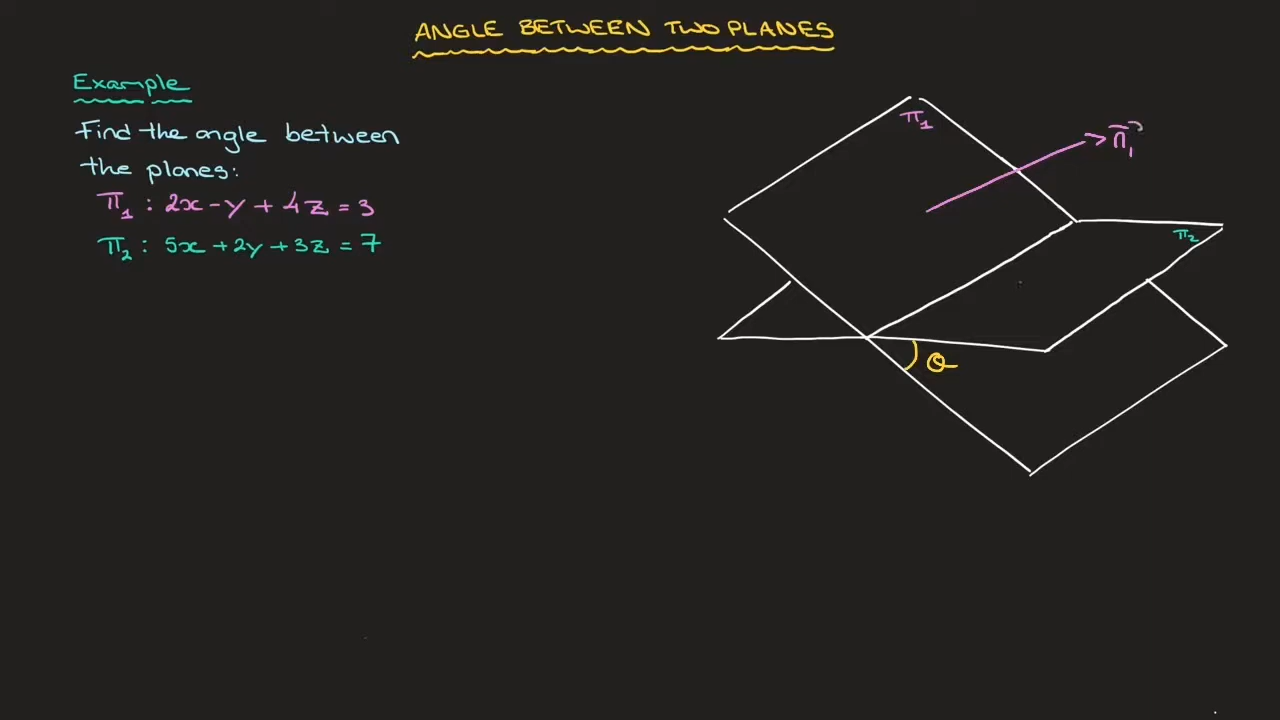 ANGLE BETWEEN TWO PLANES
Example
Find the angle between
the planes:
π₁ : 2x - y + 4z = 3
π₂ : 5x + 2y + 3z = 7
π₁
n⃗₁
π₂
θ